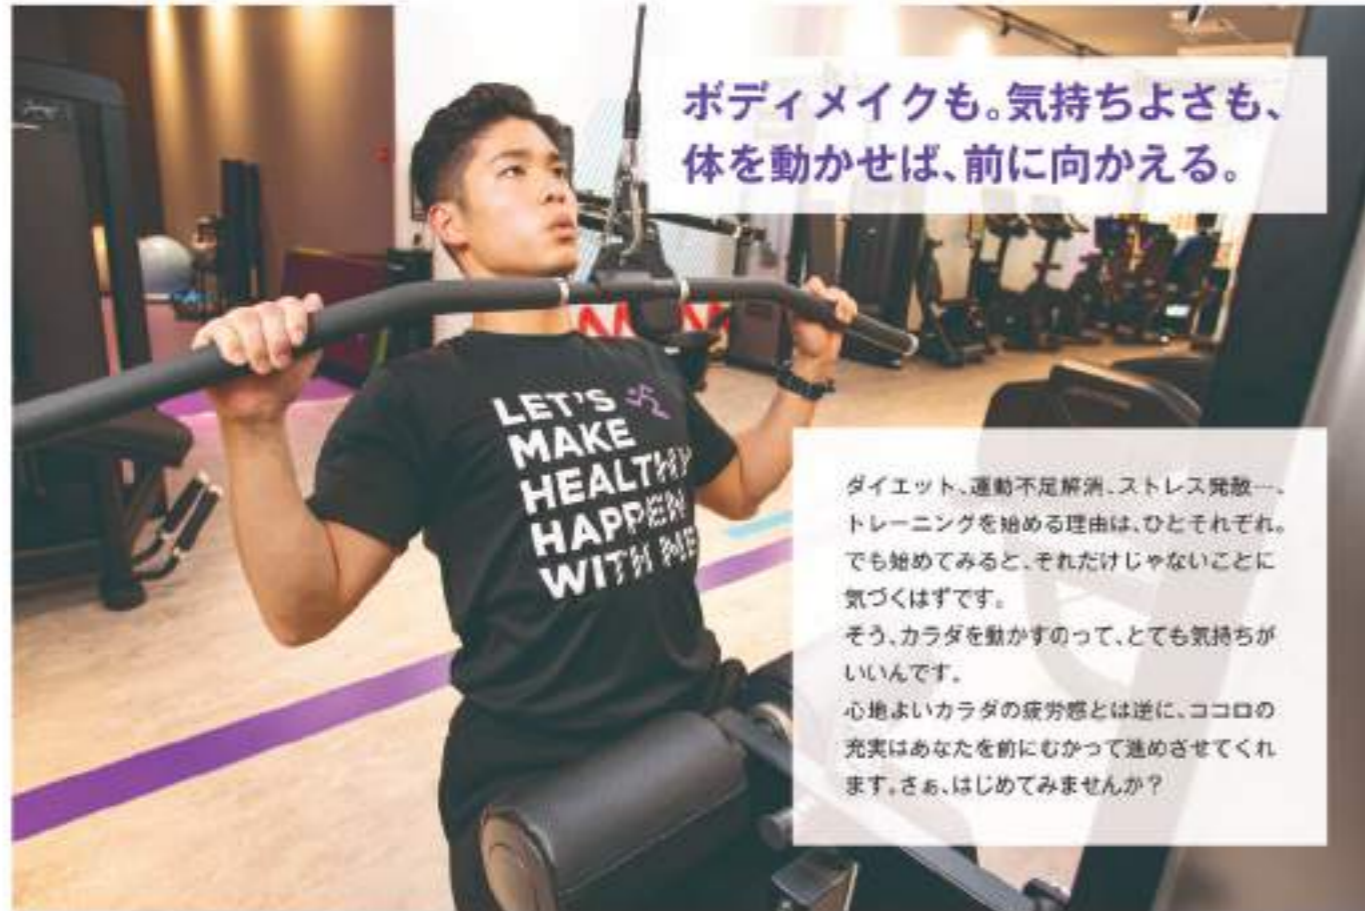 ボディメイクも。気持ちよさも、
体を動かせば、前に向かえる。
LET'S
MAKE
HEALTHY
HAPPEN
WITH ME
ダイエット、運動不足解消、ストレス発散…、
トレーニングを始める理由は、ひとそれぞれ。
でも始めてみると、それだけじゃないことに
気づくはずです。
そう、カラダを動かすのって、とても気持ちが
いいんです。
心地よいカラダの疲労感とは逆に、ココロの
充実はあなたを前にむかって進めさせてくれ
ます。さぁ、はじめてみませんか？